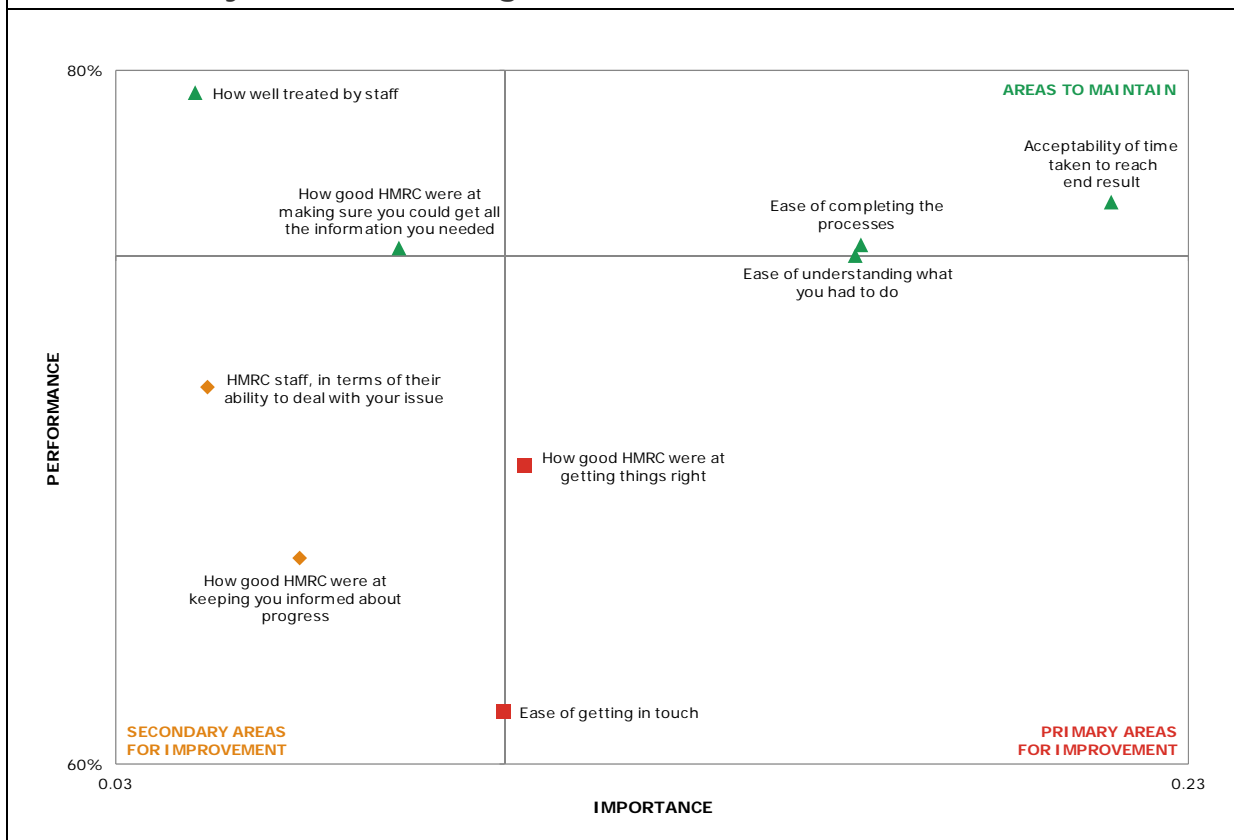 80%
How well treated by staff
AREAS TO MAINTAIN
Acceptability of time
taken to reach
end result
How good HMRC were at
making sure you could get all
the information you needed
Ease of completing the
processes
Ease of understanding what
you had to do
PERFORMANCE
HMRC staff, in terms of their
ability to deal with your issue
How good HMRC were at
getting things right
How good HMRC were at
keeping you informed about
progress
Ease of getting in touch
SECONDARY AREAS
FOR IMPROVEMENT
PRIMARY AREAS
FOR IMPROVEMENT
60%
0.03
0.23
IMPORTANCE